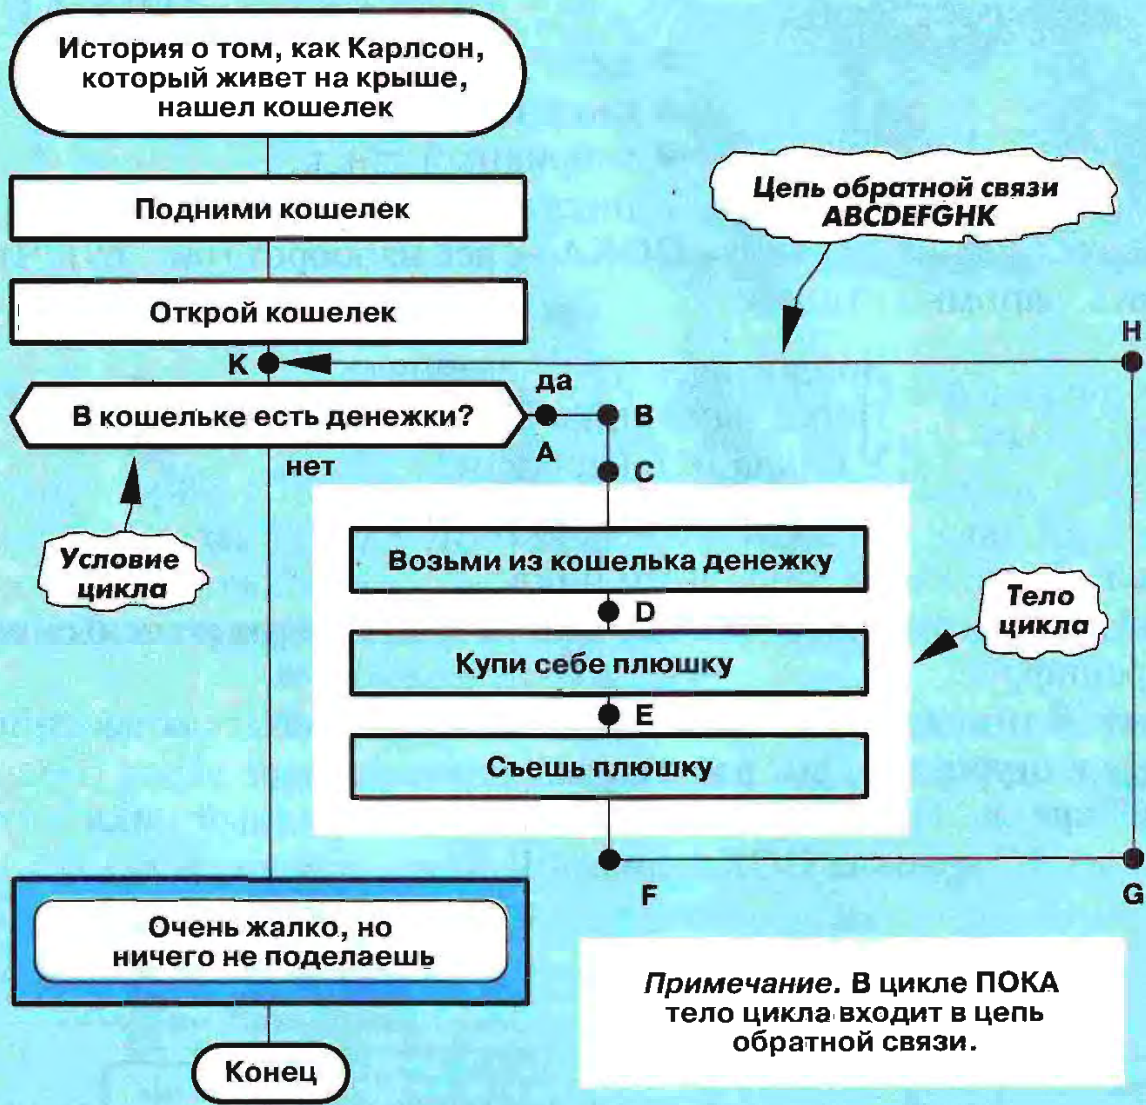 История о том, как Карлсон,
который живет на крыше,
нашел кошелек
Подними кошелек
Цепь обратной связи
ABCDEFGHK
Открой кошелек
H
K
да
В кошельке есть денежки?
B
A
нет
C
Условие
цикла
Возьми из кошелька денежку
D
Тело
цикла
Купи себе плюшку
E
Съешь плюшку
F
G
Очень жалко, но
ничего не поделаешь
Примечание. В цикле ПОКА
тело цикла входит в цепь
обратной связи.
Конец